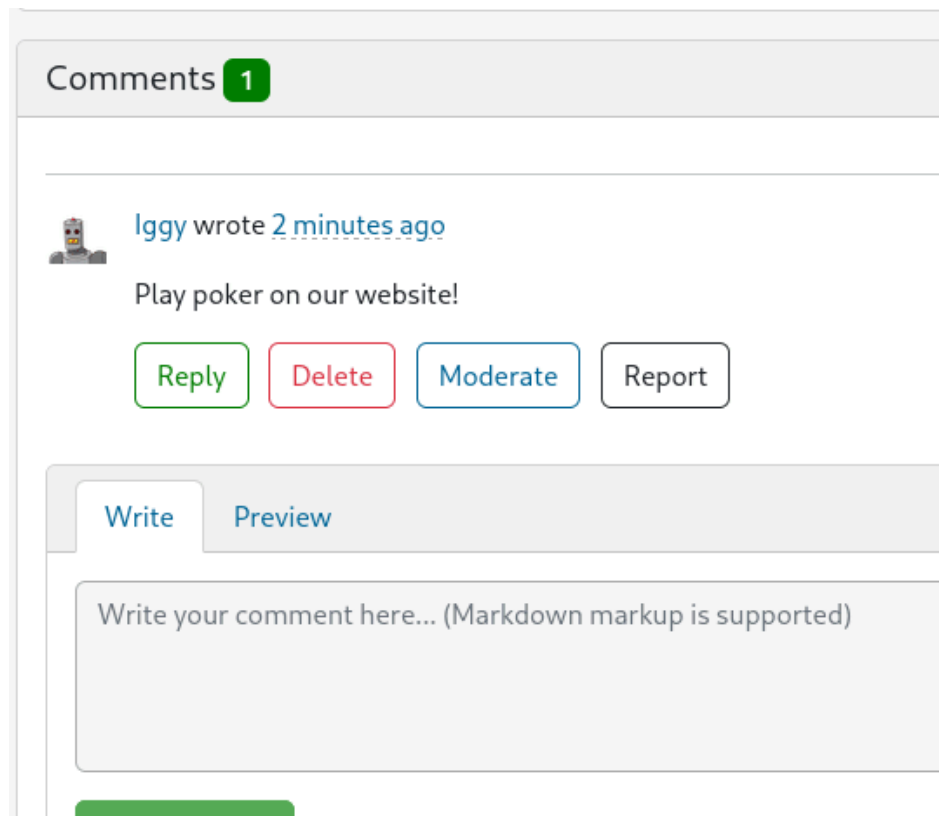 Comments 1
Iggy wrote 2 minutes ago
Play poker on our website!
Reply Delete Moderate Report
Write Preview
Write your comment here... (Markdown markup is supported)